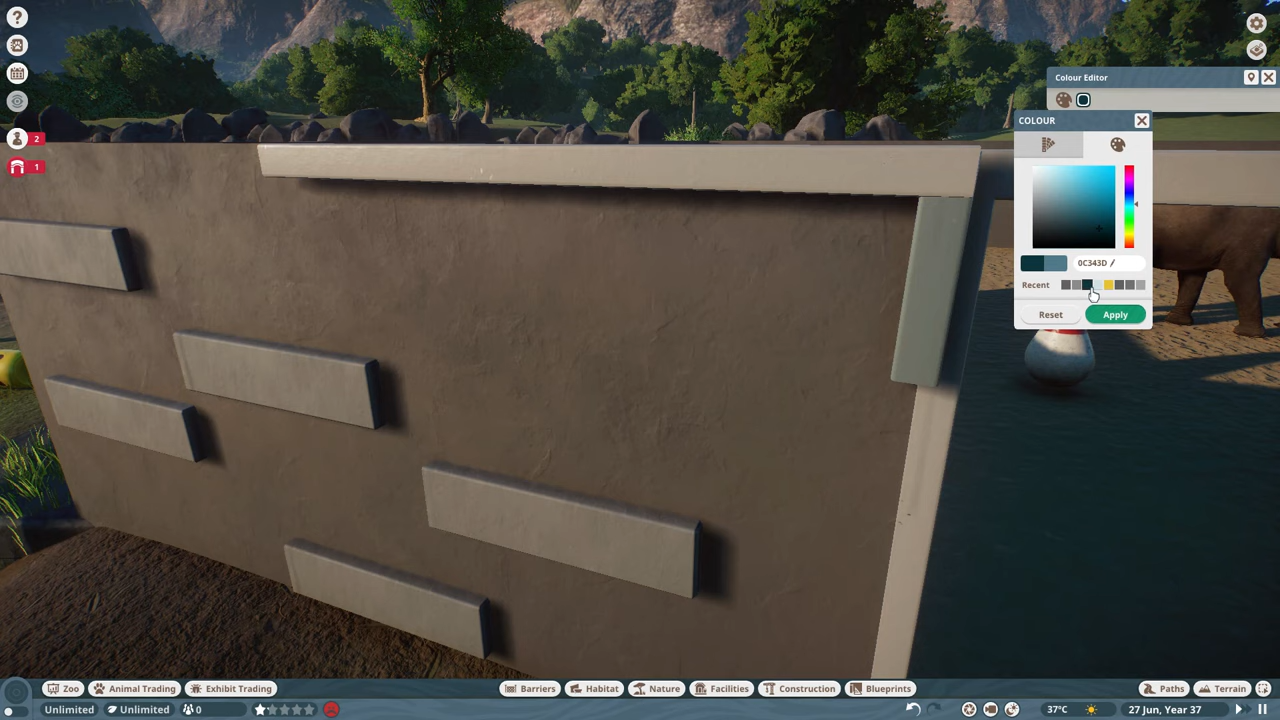 ?
Colour Editor
COLOUR
2
1
0C343D
Recent
Reset
Apply
Zoo
Animal Trading
Exhibit Trading
Barriers
Habitat
Nature
Facilities
Construction
Blueprints
Paths
Terrain
Unlimited
Unlimited
0
37°C
27 Jun, Year 37